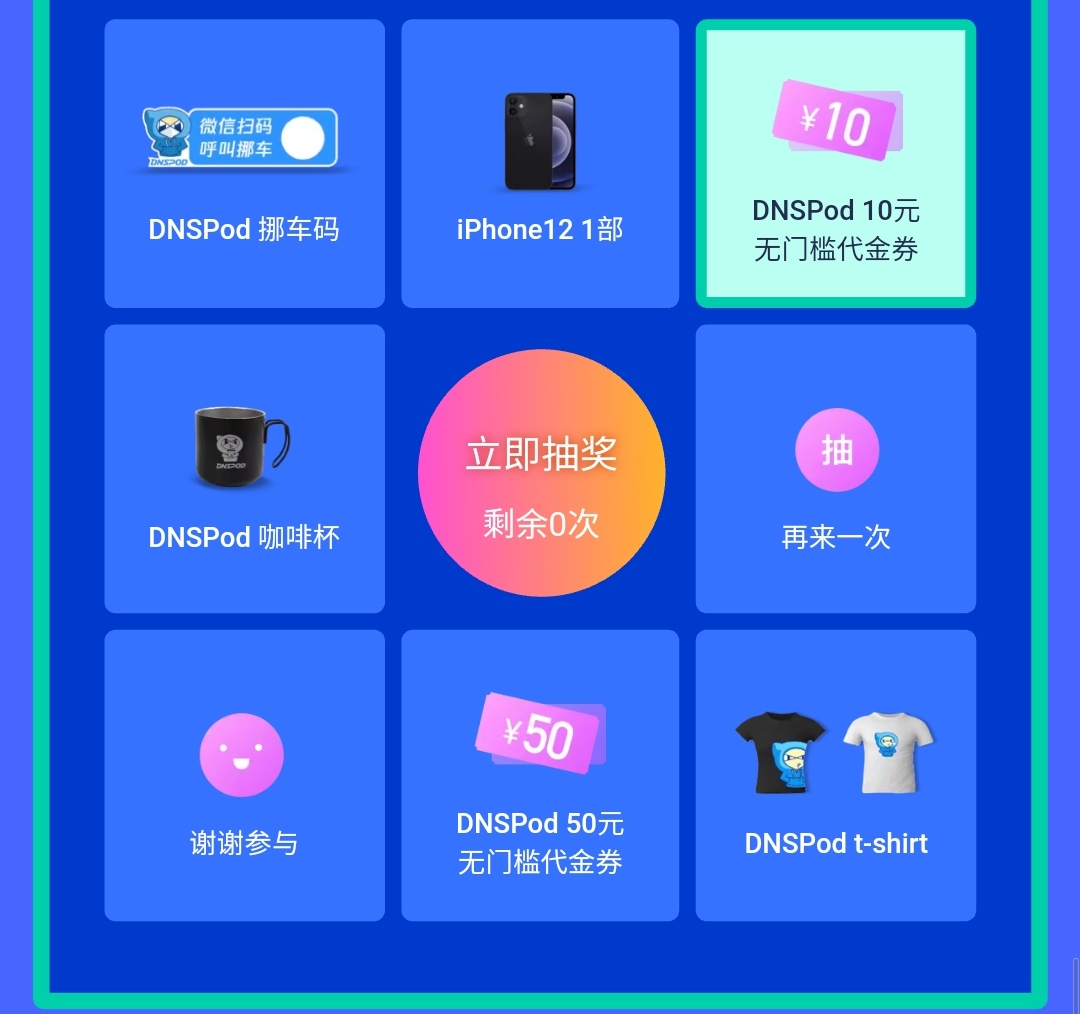 微信扫码
呼叫挪车
DNSPOD
DNSPod 挪车码
iPhone12 1部
¥10
DNSPod 10元
无门槛代金券
DNSPOD
DNSPod 咖啡杯
立即抽奖
剩余0次
抽
再来一次
谢谢参与
¥50
DNSPod 50元
无门槛代金券
DNSPod t-shirt